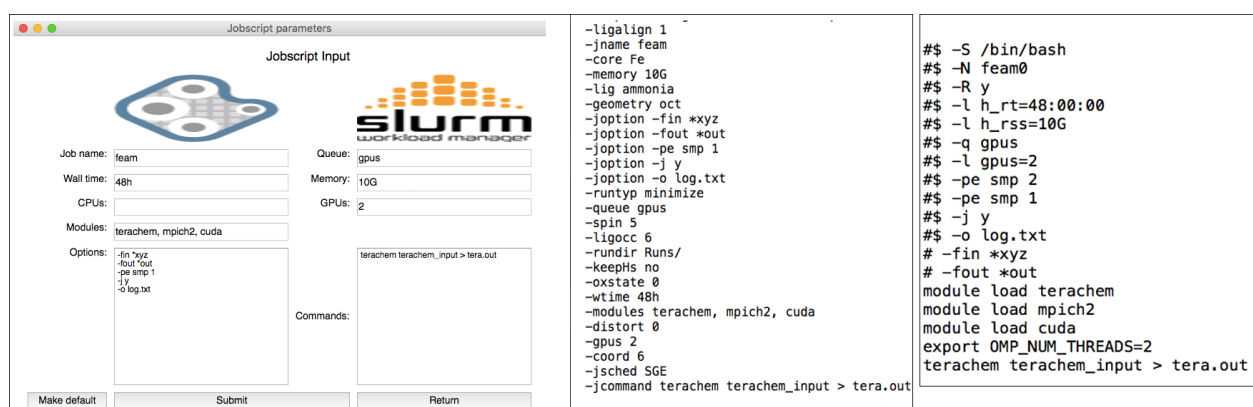 Jobscript parameters
Jobscript Input
slurm
workload manager
Job name: feam
Queue: gpus
Wall time: 48h
Memory: 10G
CPUs:
GPUs: 2
Modules: terachem, mpich2, cuda
Options:
-fin *xyz
-fout *out
-pe smp 1
-j y
-o log.txt
Commands:
terachem terachem_input > tera.out
Make default
Submit
Return
-ligalign 1
-jname feam
-core Fe
-memory 10G
-lig ammonia
-geometry oct
-joption -fin *xyz
-joption -fout *out
-joption -pe smp 1
-joption -j y
-joption -o log.txt
-runtyp minimize
-queue gpus
-spin 5
-ligocc 6
-rundir Runs/
-keepHs no
-oxstate 0
-wtime 48h
-modules terachem, mpich2, cuda
-distort 0
-gpus 2
-coord 6
-jsched SGE
-jcommand terachem terachem_input > tera.out
#$ -S /bin/bash
#$ -N feam0
#$ -R y
#$ -l h_rt=48:00:00
#$ -l h_rss=10G
#$ -q gpus
#$ -l gpus=2
#$ -pe smp 2
#$ -pe smp 1
#$ -j y
#$ -o log.txt
# -fin *xyz
# -fout *out
module load terachem
module load mpich2
module load cuda
export OMP_NUM_THREADS=2
terachem terachem_input > tera.out